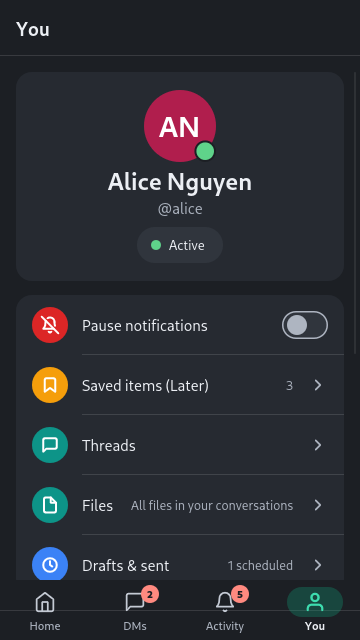 You
AN
Alice Nguyen
@alice
Active
Pause notifications
Saved items (Later) 3
Threads
Files All files in your conversations
Drafts & sent 1 scheduled
2 5
Home DMs Activity You